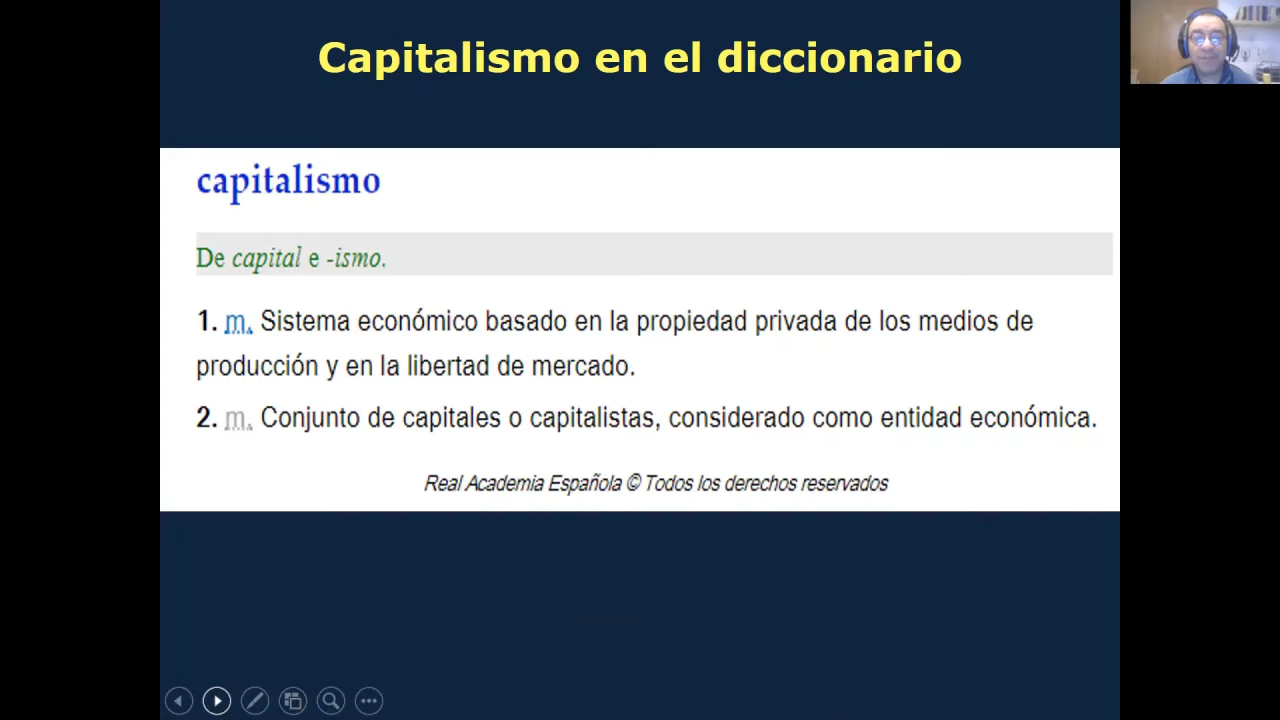 Capitalismo en el diccionario
capitalismo
De capital e -ismo.
1. m. Sistema económico basado en la propiedad privada de los medios de
producción y en la libertad de mercado.
2. m. Conjunto de capitales o capitalistas, considerado como entidad económica.
Real Academia Española © Todos los derechos reservados